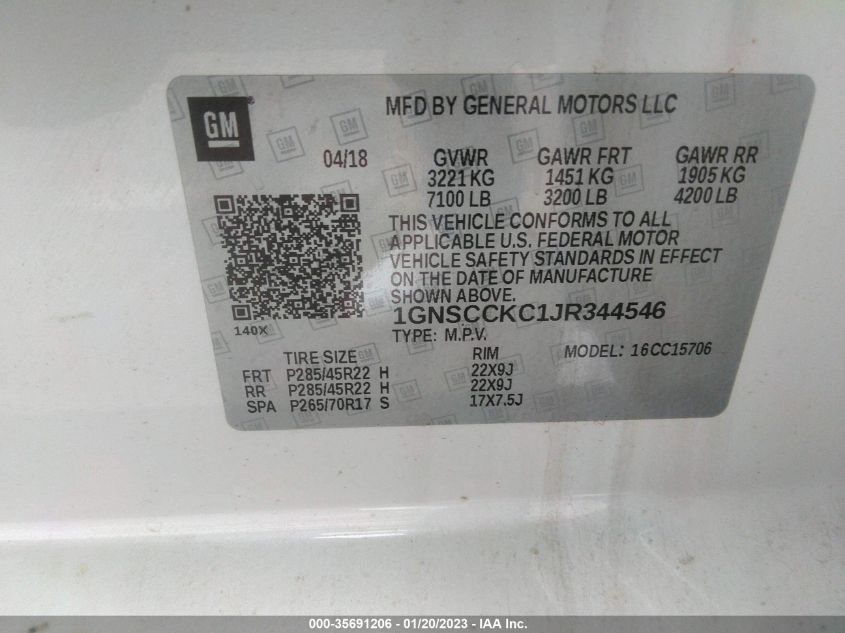 GM
MFD BY GENERAL MOTORS LLC
04/18 GVWR GAWR FRT GAWR RR
3221 KG 1451 KG 1905 KG
7100 LB 3200 LB 4200 LB
THIS VEHICLE CONFORMS TO ALL
APPLICABLE U.S. FEDERAL MOTOR
VEHICLE SAFETY STANDARDS IN EFFECT
ON THE DATE OF MANUFACTURE
SHOWN ABOVE.
1GNSCCKC1JR344546
140X
TYPE: M.P.V.
TIRE SIZE RIM MODEL: 16CC15706
FRT P285/45R22 H 22X9J
RR P285/45R22 H 22X9J
SPA P265/70R17 S 17X7.5J
000-35691206 - 01/20/2023 - IAA Inc.